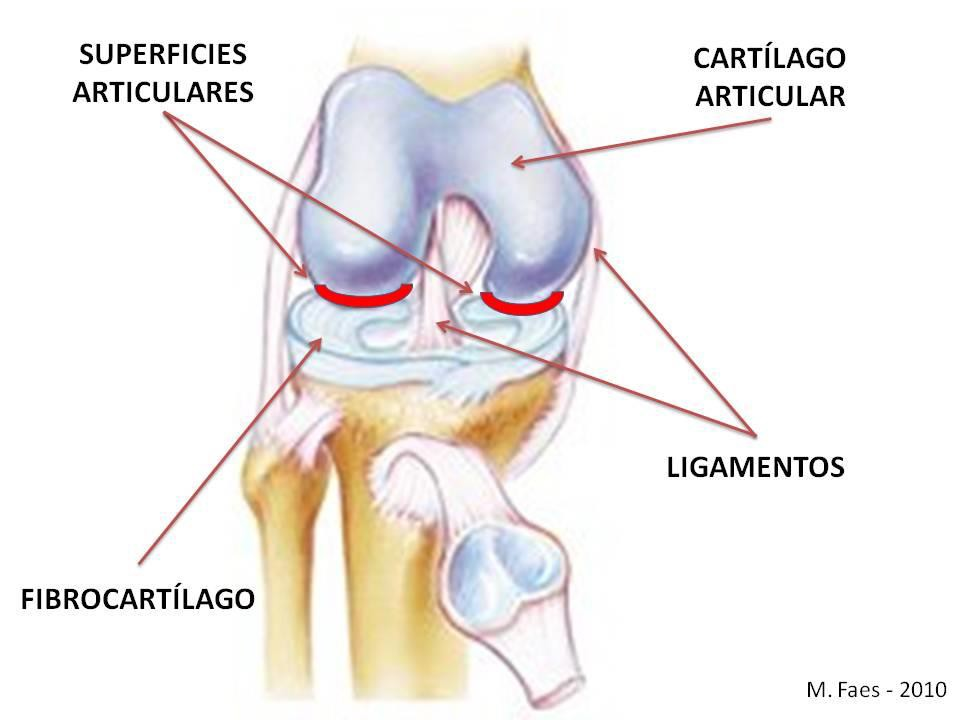 SUPERFICIES
ARTICULARES
CARTÍLAGO
ARTICULAR
LIGAMENTOS
FIBROCARTÍLAGO
M. Faes - 2010